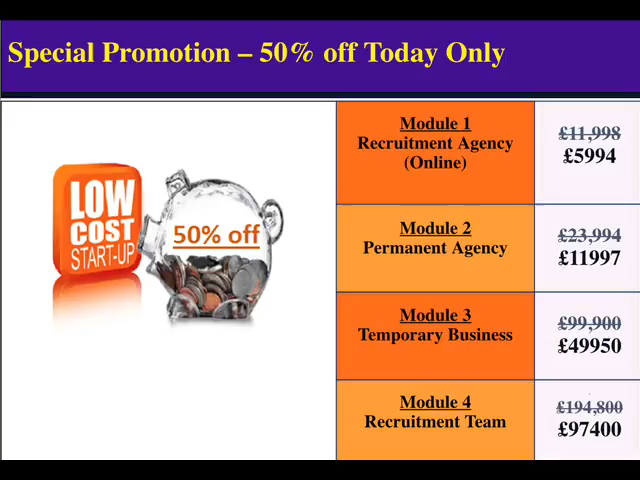 Special Promotion – 50% off Today Only
LOW
COST
START-UP
50% off
Module 1
Recruitment Agency
(Online)
£11,998
£5994
Module 2
Permanent Agency
£23,994
£11997
Module 3
Temporary Business
£99,900
£49950
Module 4
Recruitment Team
£194,800
£97400